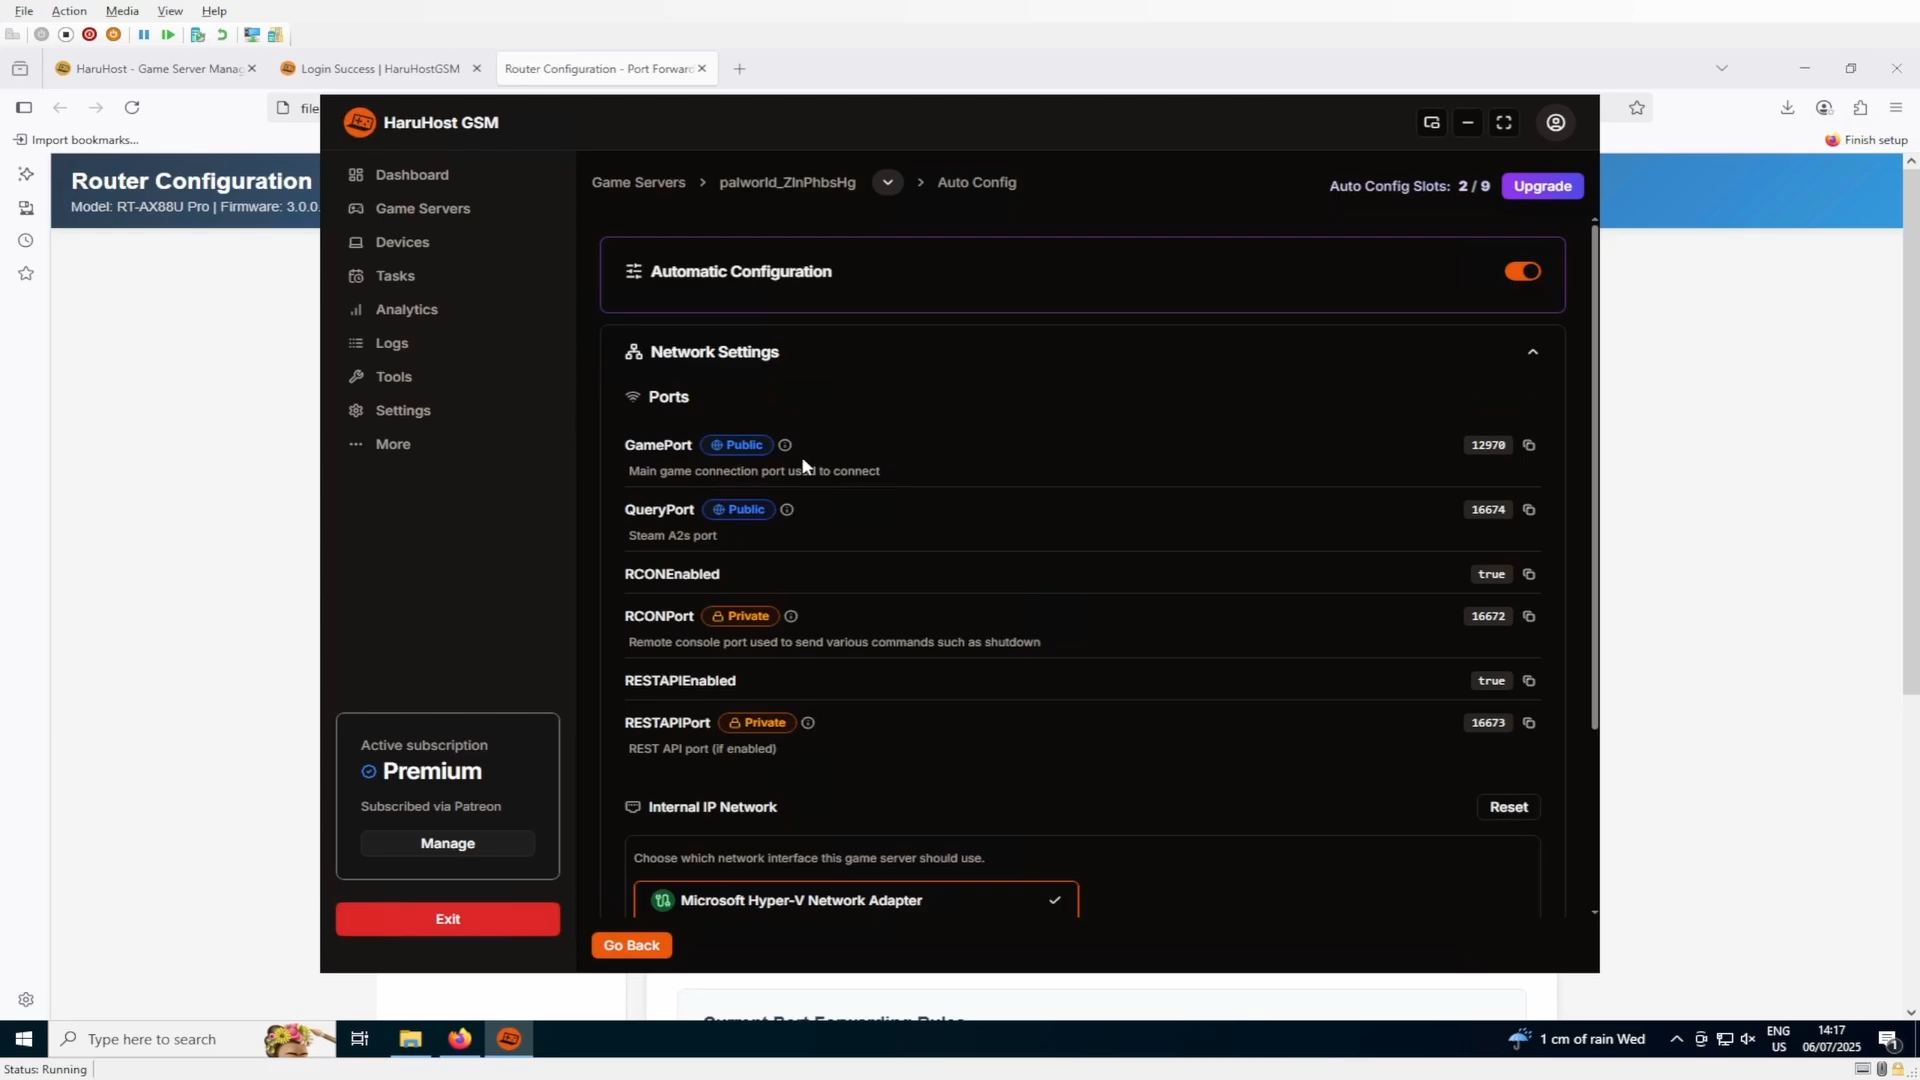 File Action Media View Help
HaruHost - Game Server Manag
Login Success | HaruHostGSM
Router Configuration - Port Forward
file
Import bookmarks...
Finish setup
Router Configuration
Model: RT-AX88U Pro | Firmware: 3.0.0.
HaruHost GSM
Dashboard
Game Servers
Devices
Tasks
Analytics
Logs
Tools
Settings
More
Active subscription
Premium
Subscribed via Patreon
Manage
Exit
Game Servers > palworld_ZlnPhbsHg > Auto Config
Auto Config Slots: 2 / 9 Upgrade
Automatic Configuration
Network Settings
Ports
GamePort Public 12970
Main game connection port used to connect
QueryPort Public 16674
Steam A2s port
RCONEnabled true
RCONPort Private 16672
Remote console port used to send various commands such as shutdown
RESTAPIEnabled true
RESTAPIPort Private 16673
REST API port (if enabled)
Internal IP Network Reset
Choose which network interface this game server should use.
Microsoft Hyper-V Network Adapter
Go Back
Current Port Forwarding Rules
Type here to search
1 cm of rain Wed
ENG
US
14:17
06/07/2025
1
Status: Running